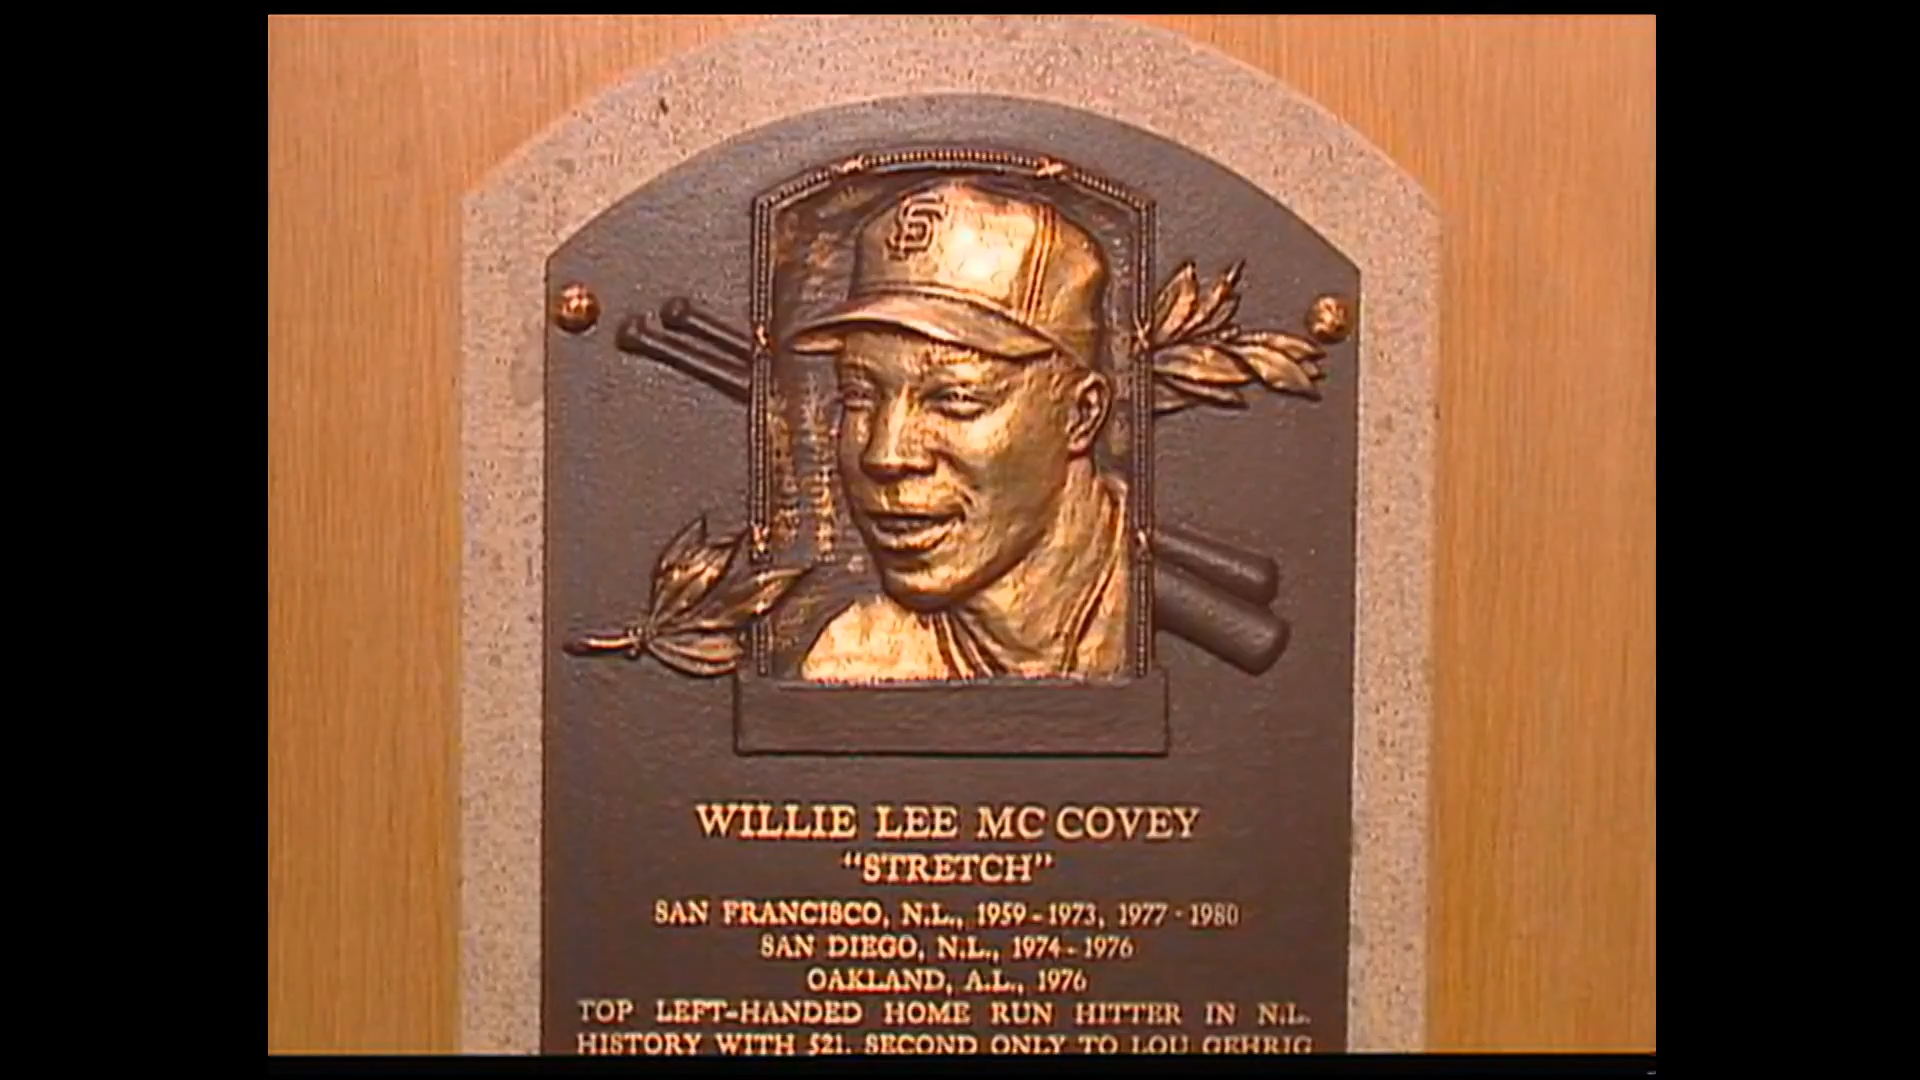 SF
WILLIE LEE MC COVEY
"STRETCH"
SAN FRANCISCO, N.L., 1959-1973, 1977-1980
SAN DIEGO, N.L., 1974-1976
OAKLAND, A.L., 1976
TOP LEFT-HANDED HOME RUN HITTER IN N.L.
HISTORY WITH 521. SECOND ONLY TO LOU GEHRIG